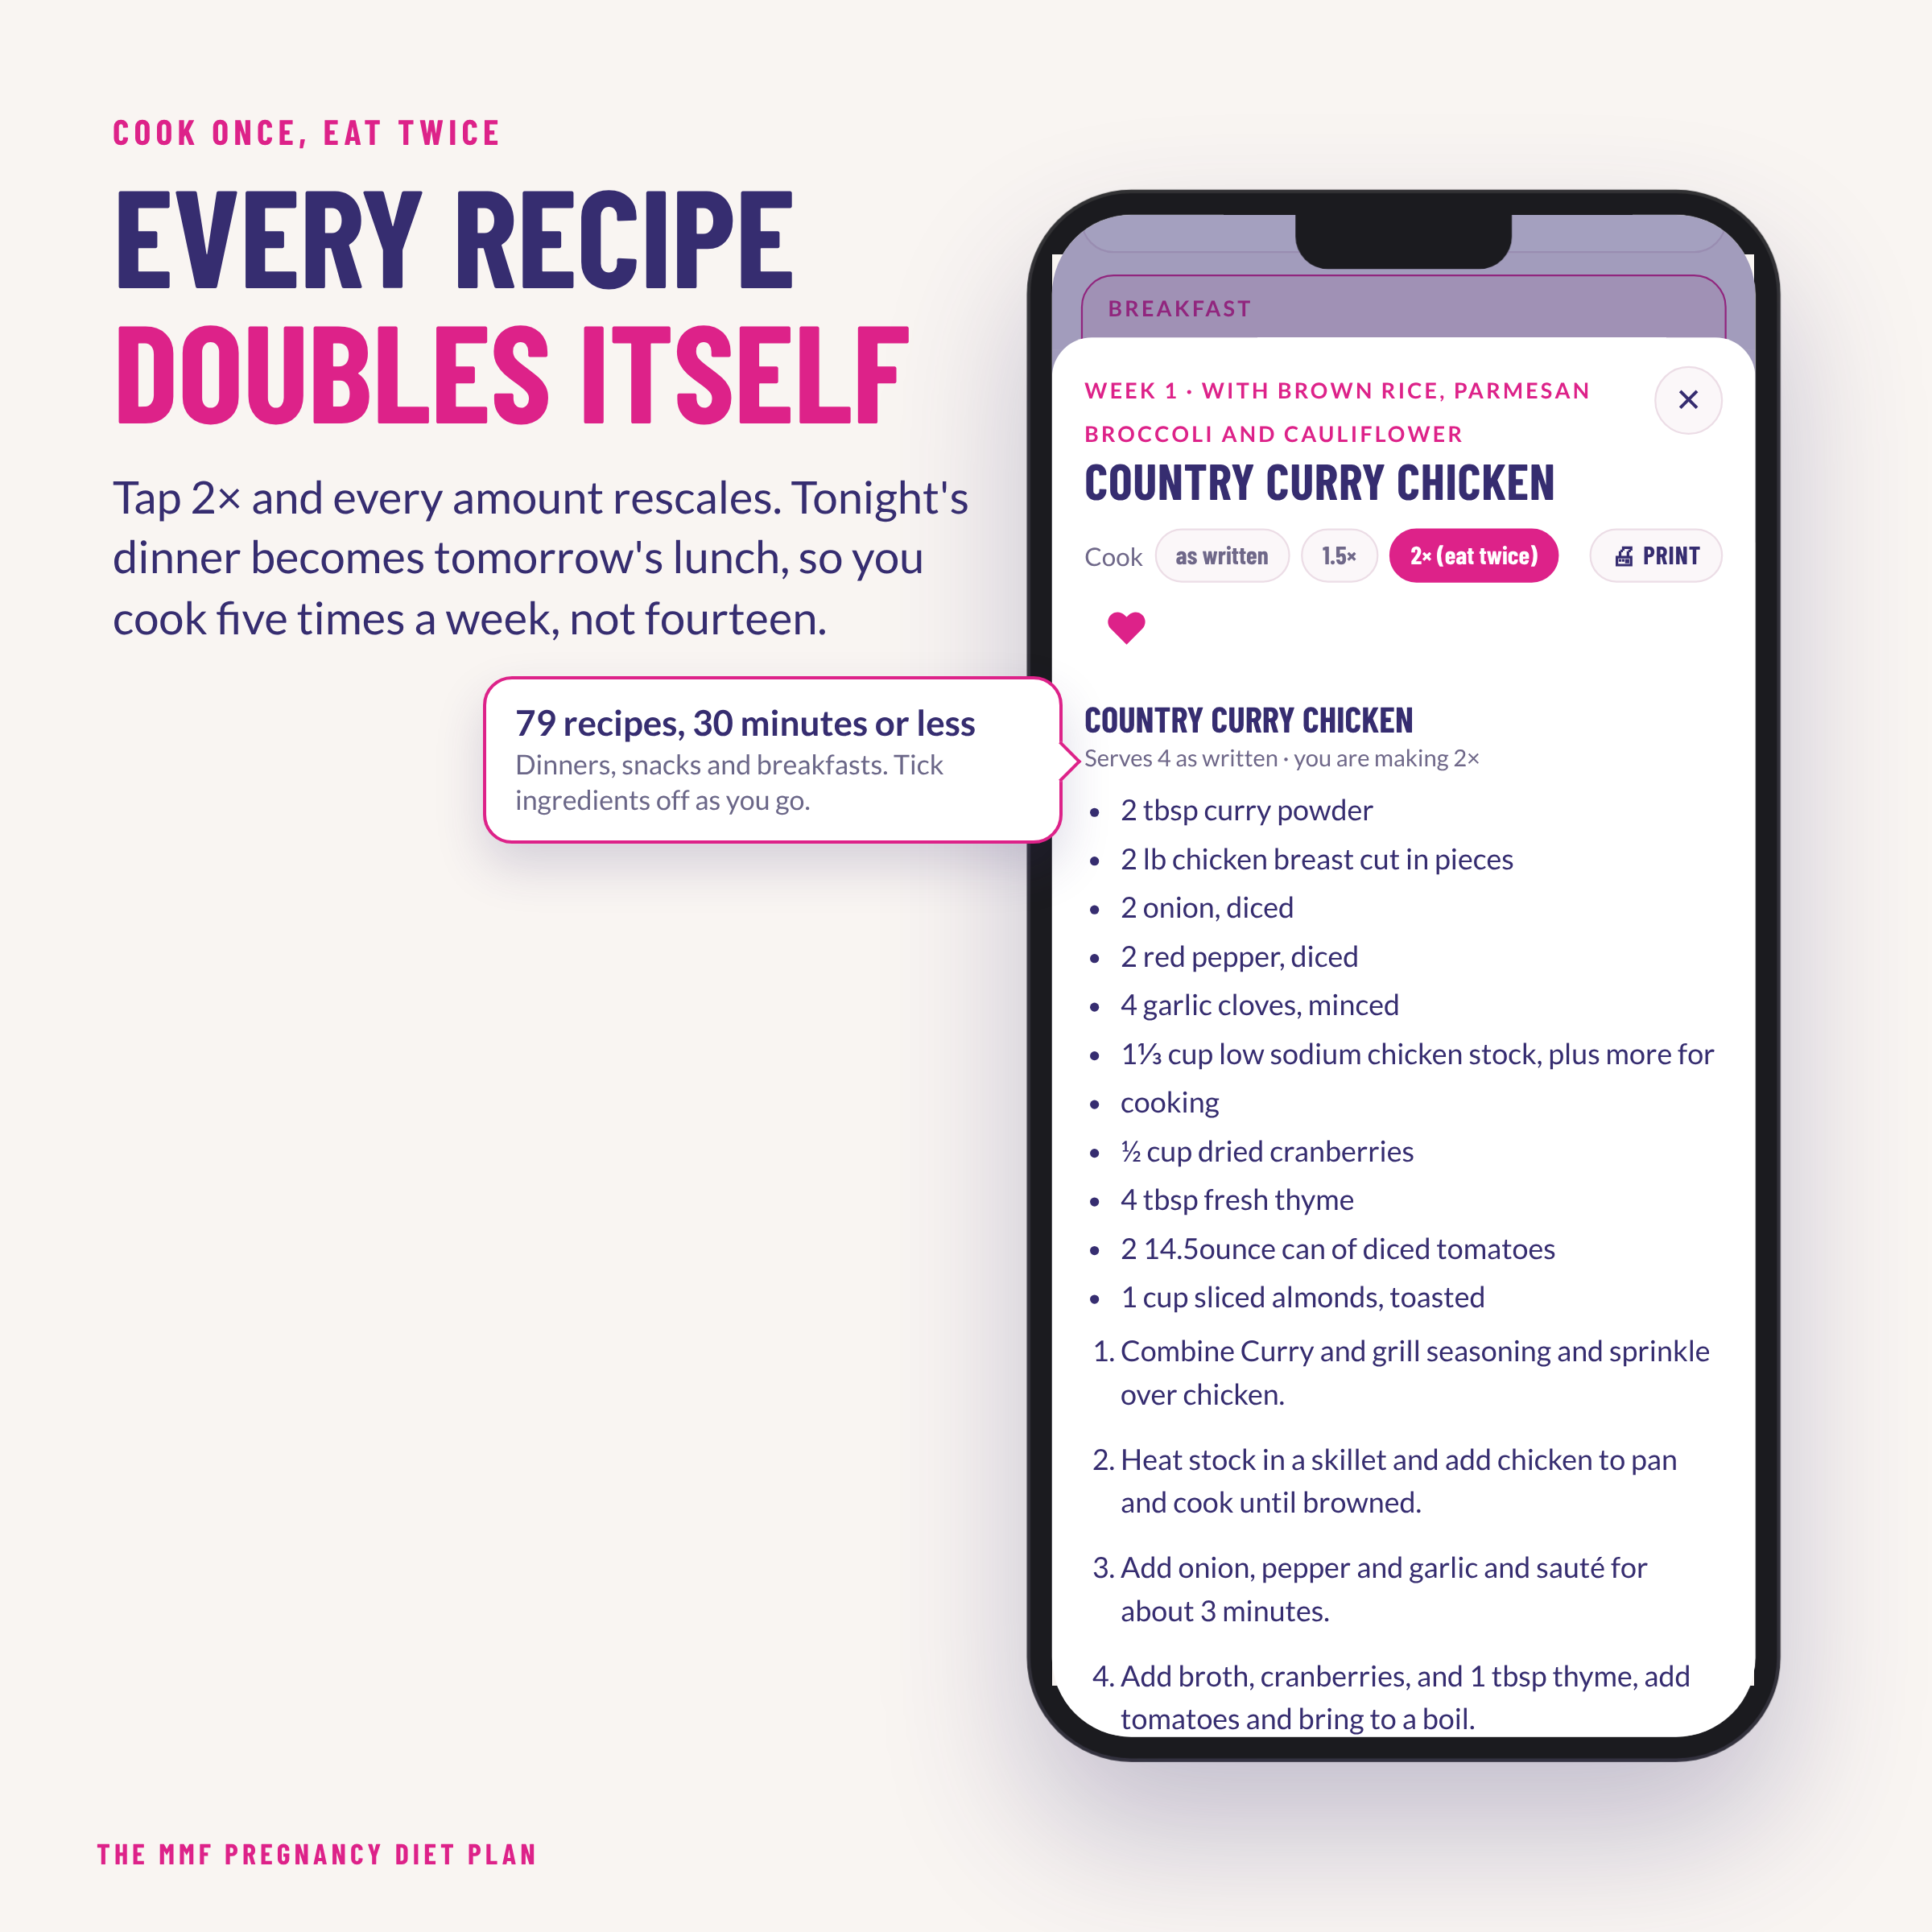 COOK ONCE, EAT TWICE
EVERY RECIPE
DOUBLES ITSELF
Tap 2× and every amount rescales. Tonight's
dinner becomes tomorrow's lunch, so you
cook five times a week, not fourteen.
79 recipes, 30 minutes or less
Dinners, snacks and breakfasts. Tick
ingredients off as you go.
BREAKFAST
WEEK 1 · WITH BROWN RICE, PARMESAN
BROCCOLI AND CAULIFLOWER
COUNTRY CURRY CHICKEN
Cook as written 1.5× 2× (eat twice) PRINT
COUNTRY CURRY CHICKEN
Serves 4 as written · you are making 2×
• 2 tbsp curry powder
• 2 lb chicken breast cut in pieces
• 2 onion, diced
• 2 red pepper, diced
• 4 garlic cloves, minced
• 1⅓ cup low sodium chicken stock, plus more for
• cooking
• ½ cup dried cranberries
• 4 tbsp fresh thyme
• 2 14.5ounce can of diced tomatoes
• 1 cup sliced almonds, toasted
1. Combine Curry and grill seasoning and sprinkle
over chicken.
2. Heat stock in a skillet and add chicken to pan
and cook until browned.
3. Add onion, pepper and garlic and sauté for
about 3 minutes.
4. Add broth, cranberries, and 1 tbsp thyme, add
tomatoes and bring to a boil.
THE MMF PREGNANCY DIET PLAN